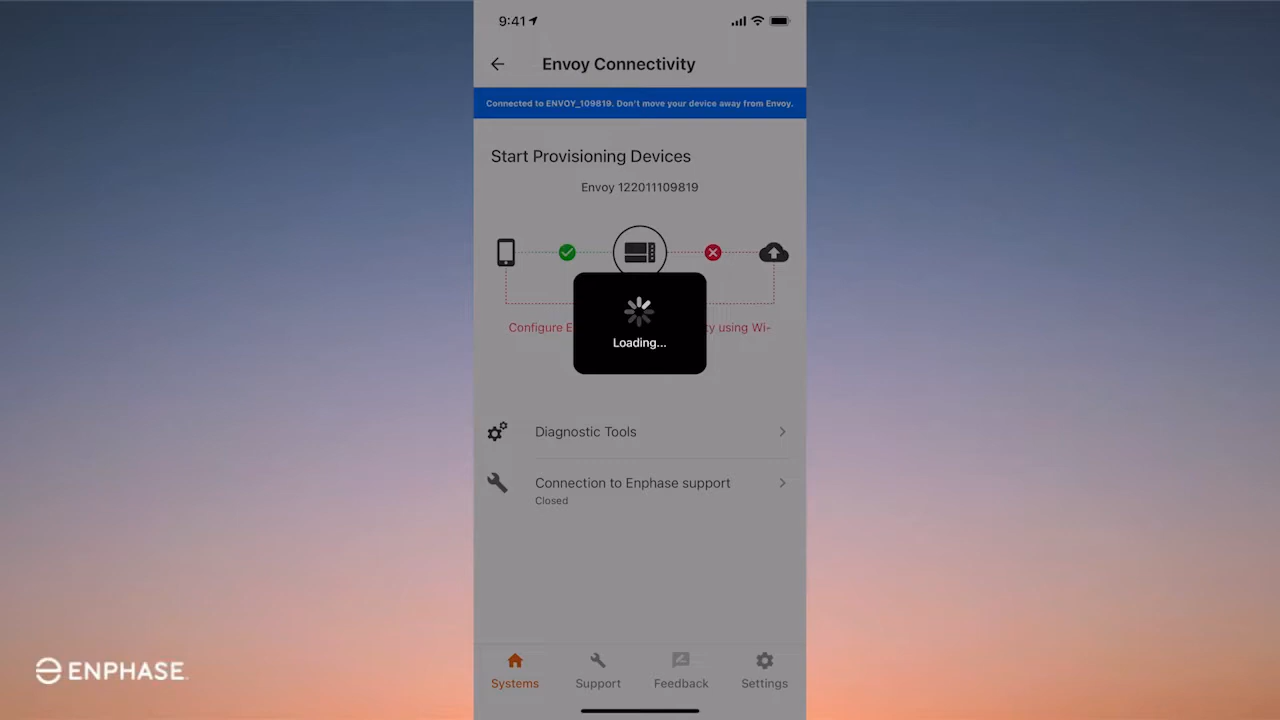 9:41
Envoy Connectivity
Connected to ENVOY_109819. Don't move your device away from Envoy.
Start Provisioning Devices
Envoy 122011109819
Configure E
ty using Wi-
Loading...
Diagnostic Tools
Connection to Enphase support
Closed
Systems
Support
Feedback
Settings
ENPHASE